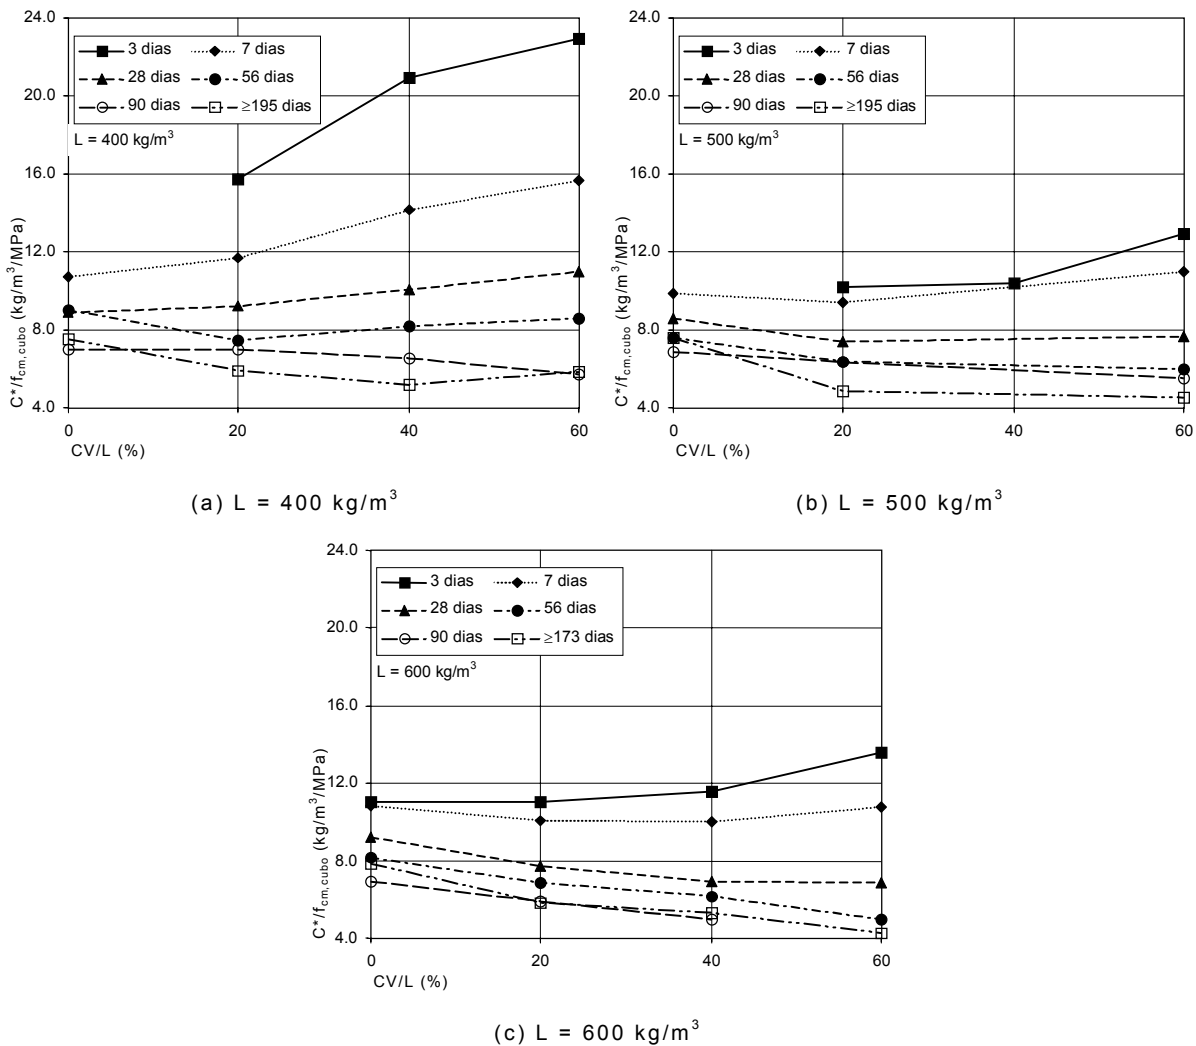 24.0
20.0
16.0
12.0
8.0
4.0
C*/fcm,cubo (kg/m³/MPa)
3 dias 7 dias
28 dias 56 dias
90 dias ≥195 dias
L = 400 kg/m³
0 20 40 60
CV/L (%)
(a) L = 400 kg/m³
24.0
20.0
16.0
12.0
8.0
4.0
C*/fcm,cubo (kg/m³/MPa)
3 dias 7 dias
28 dias 56 dias
90 dias ≥195 dias
L = 500 kg/m³
0 20 40 60
CV/L (%)
(b) L = 500 kg/m³
24.0
20.0
16.0
12.0
8.0
4.0
C*/fcm,cubo (kg/m³/MPa)
3 dias 7 dias
28 dias 56 dias
90 dias ≥173 dias
L = 600 kg/m³
0 20 40 60
CV/L (%)
(c) L = 600 kg/m³